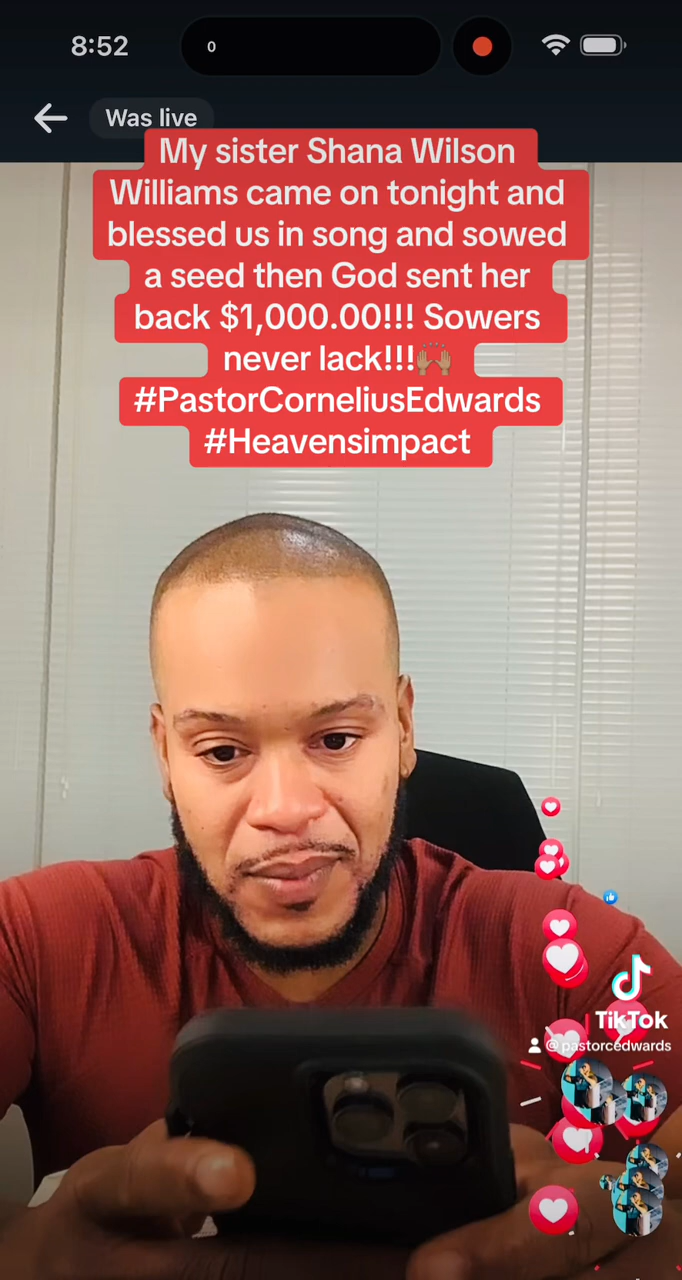 8:52
0
Was live
My sister Shana Wilson
Williams came on tonight and
blessed us in song and sowed
a seed then God sent her
back $1,000.00!!! Sowers
never lack!!!🙌🏽
#PastorCorneliusEdwards
#Heavensimpact
TikTok
@pastorcedwards